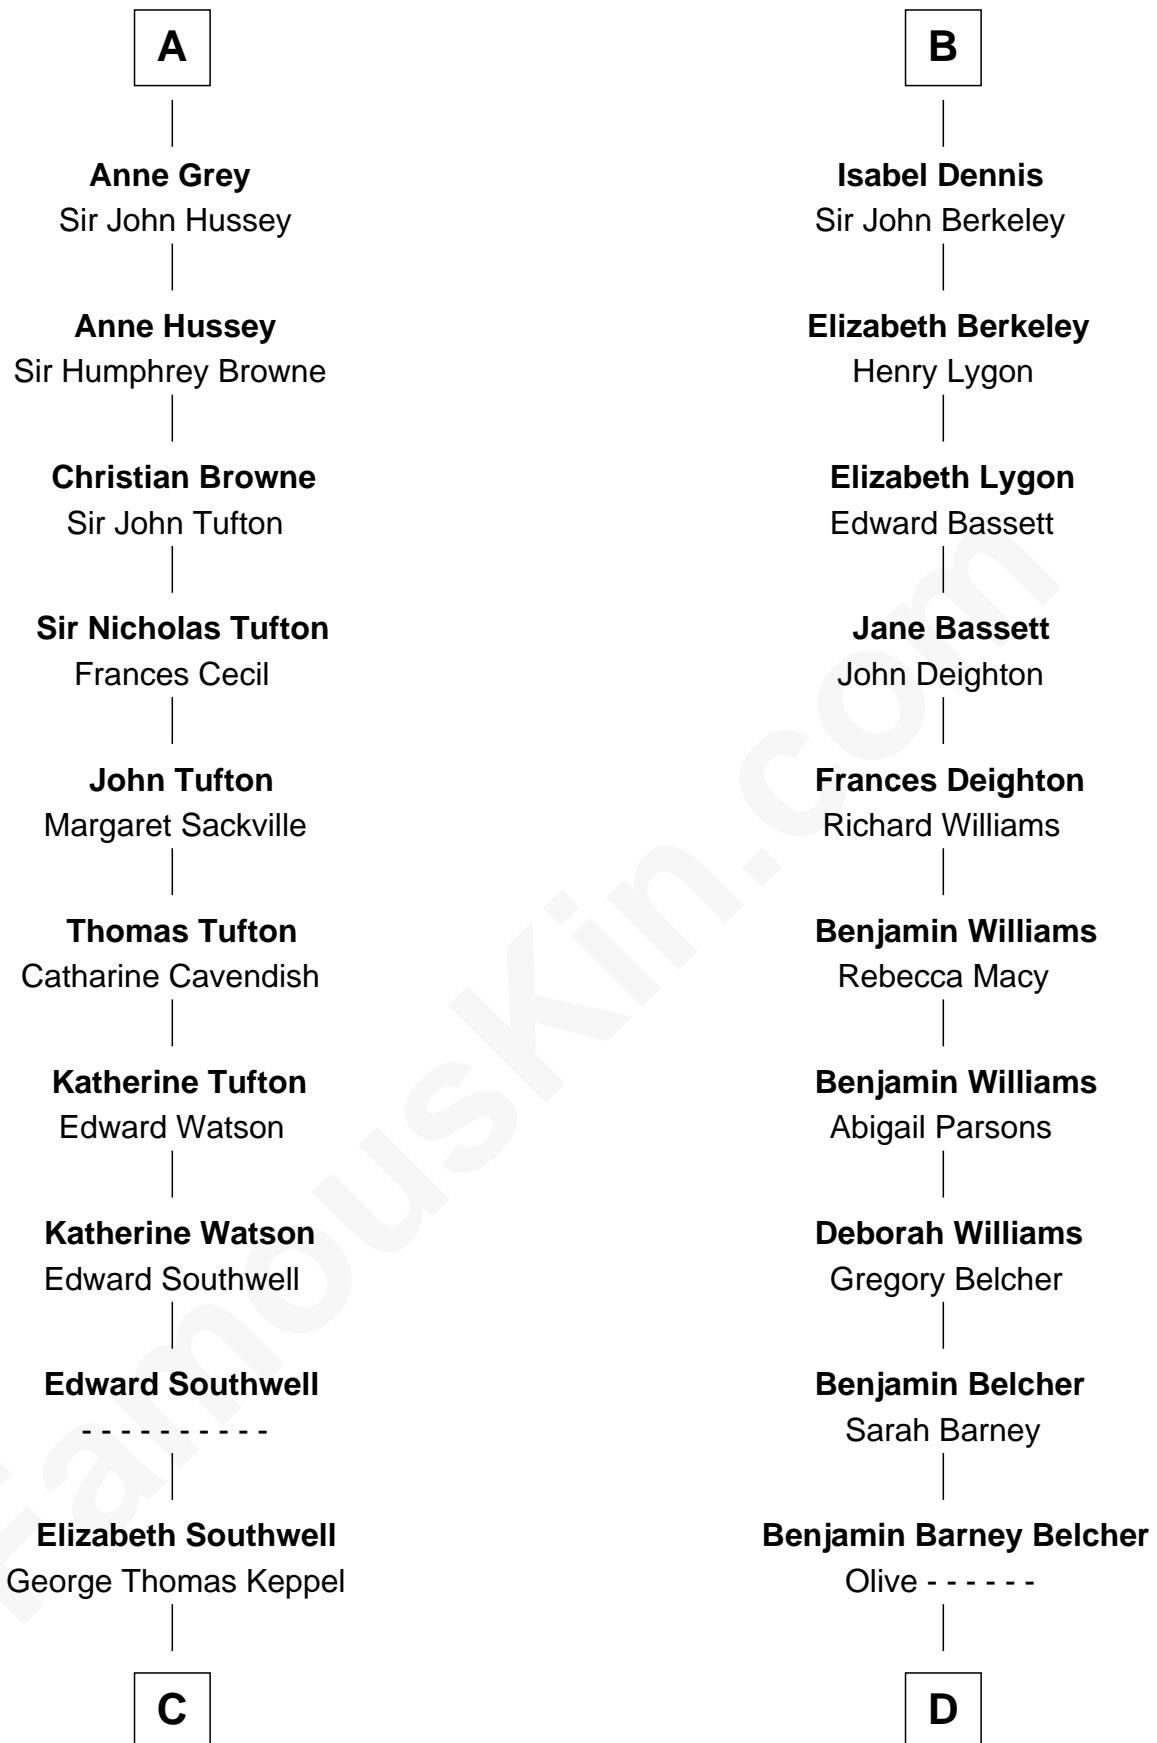 A
Anne Grey
Sir John Hussey
Anne Hussey
Sir Humphrey Browne
Christian Browne
Sir John Tufton
Sir Nicholas Tufton
Frances Cecil
John Tufton
Margaret Sackville
Thomas Tufton
Catharine Cavendish
Katherine Tufton
Edward Watson
Katherine Watson
Edward Southwell
Edward Southwell
- - - - - - - - - -
Elizabeth Southwell
George Thomas Keppel
C
B
Isabel Dennis
Sir John Berkeley
Elizabeth Berkeley
Henry Lygon
Elizabeth Lygon
Edward Bassett
Jane Bassett
John Deighton
Frances Deighton
Richard Williams
Benjamin Williams
Rebecca Macy
Benjamin Williams
Abigail Parsons
Deborah Williams
Gregory Belcher
Benjamin Belcher
Sarah Barney
Benjamin Barney Belcher
Olive - - - - - -
D
FamousKin.com